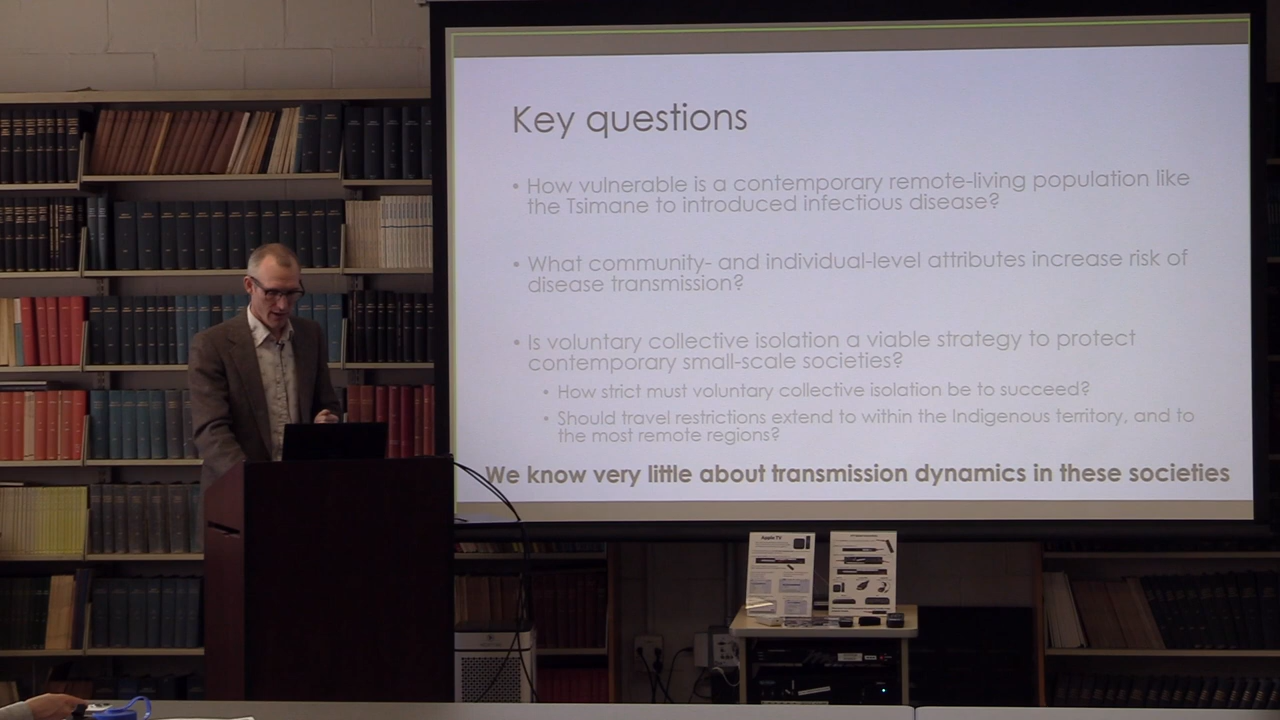 Key questions
• How vulnerable is a contemporary remote-living population like
the Tsimane to introduced infectious disease?
• What community- and individual-level attributes increase risk of
disease transmission?
• Is voluntary collective isolation a viable strategy to protect
contemporary small-scale societies?
• How strict must voluntary collective isolation be to succeed?
• Should travel restrictions extend to within the Indigenous territory, and to
the most remote regions?
We know very little about transmission dynamics in these societies
Apple TV